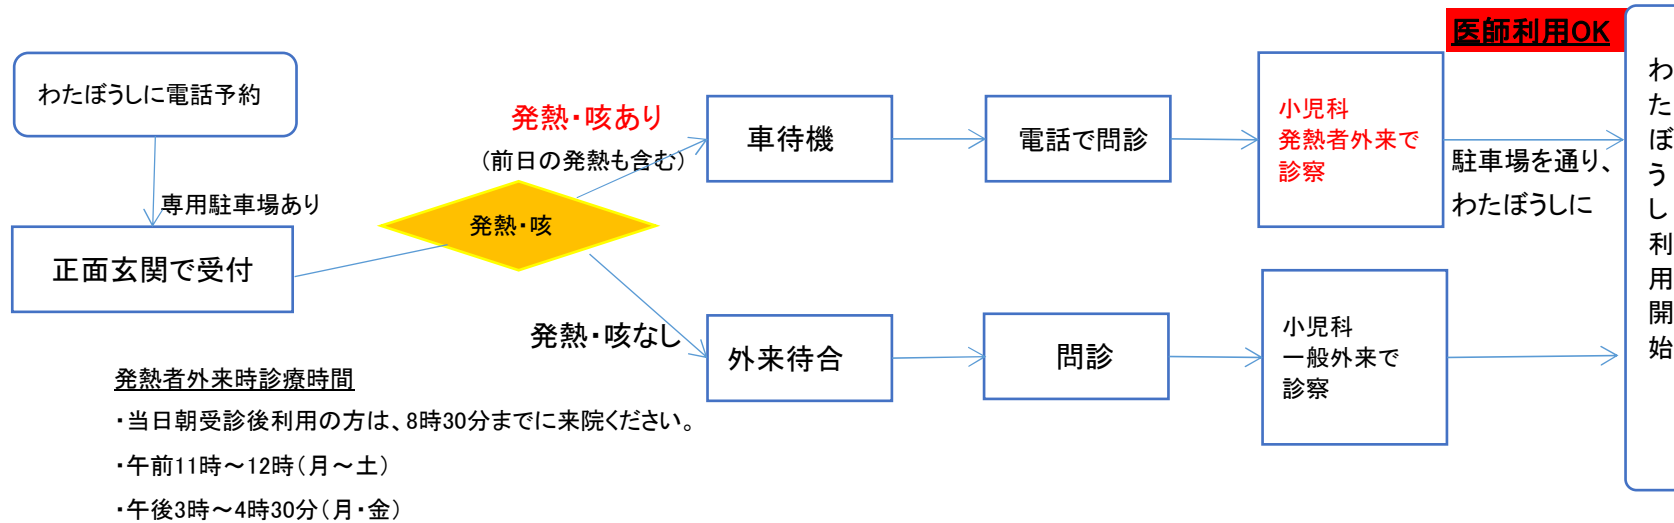 わたぼうしに電話予約
専用駐車場あり
正面玄関で受付
発熱・咳
発熱・咳あり
(前日の発熱も含む)
車待機
電話で問診
小児科
発熱者外来で
診察
医師利用OK
駐車場を通り、
わたぼうしに
発熱・咳なし
外来待合
問診
小児科
一般外来で
診察
わたぼうし利用開始
発熱者外来時診療時間
・当日朝受診後利用の方は、8時30分までに来院ください。
・午前11時～12時(月～土)
・午後3時～4時30分(月・金)